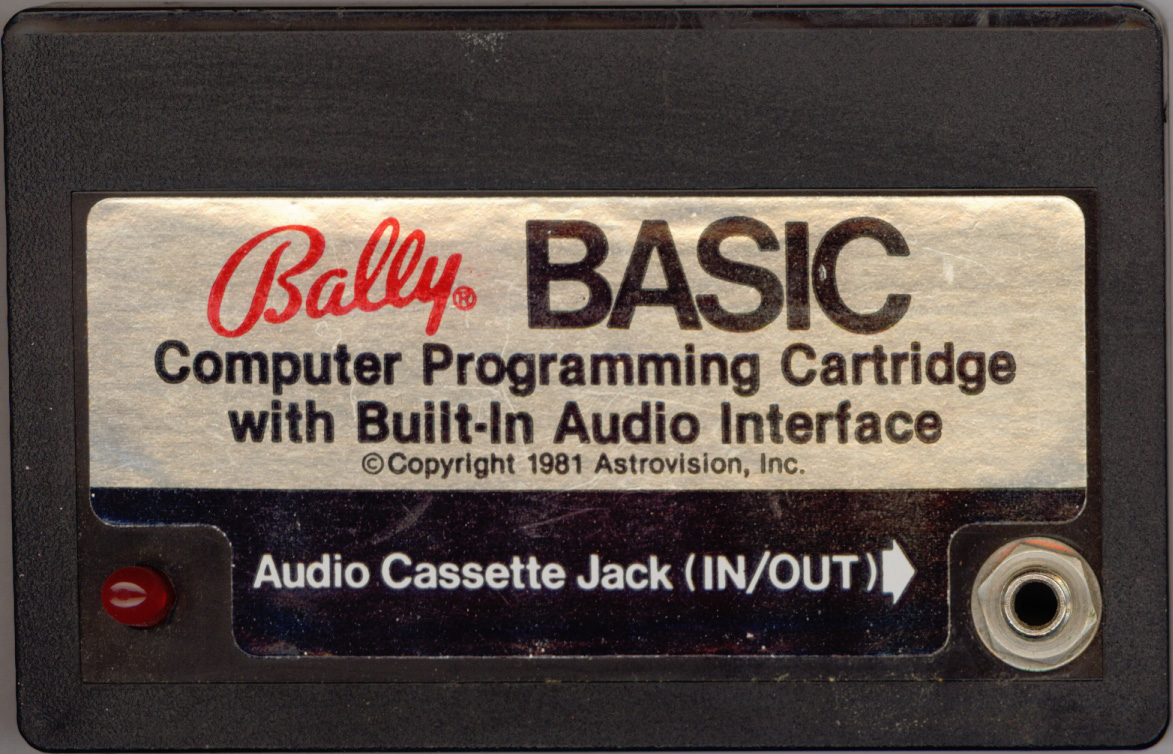 Bally® BASIC
Computer Programming Cartridge
with Built-In Audio Interface
©Copyright 1981 Astrovision, Inc.
Audio Cassette Jack (IN/OUT)